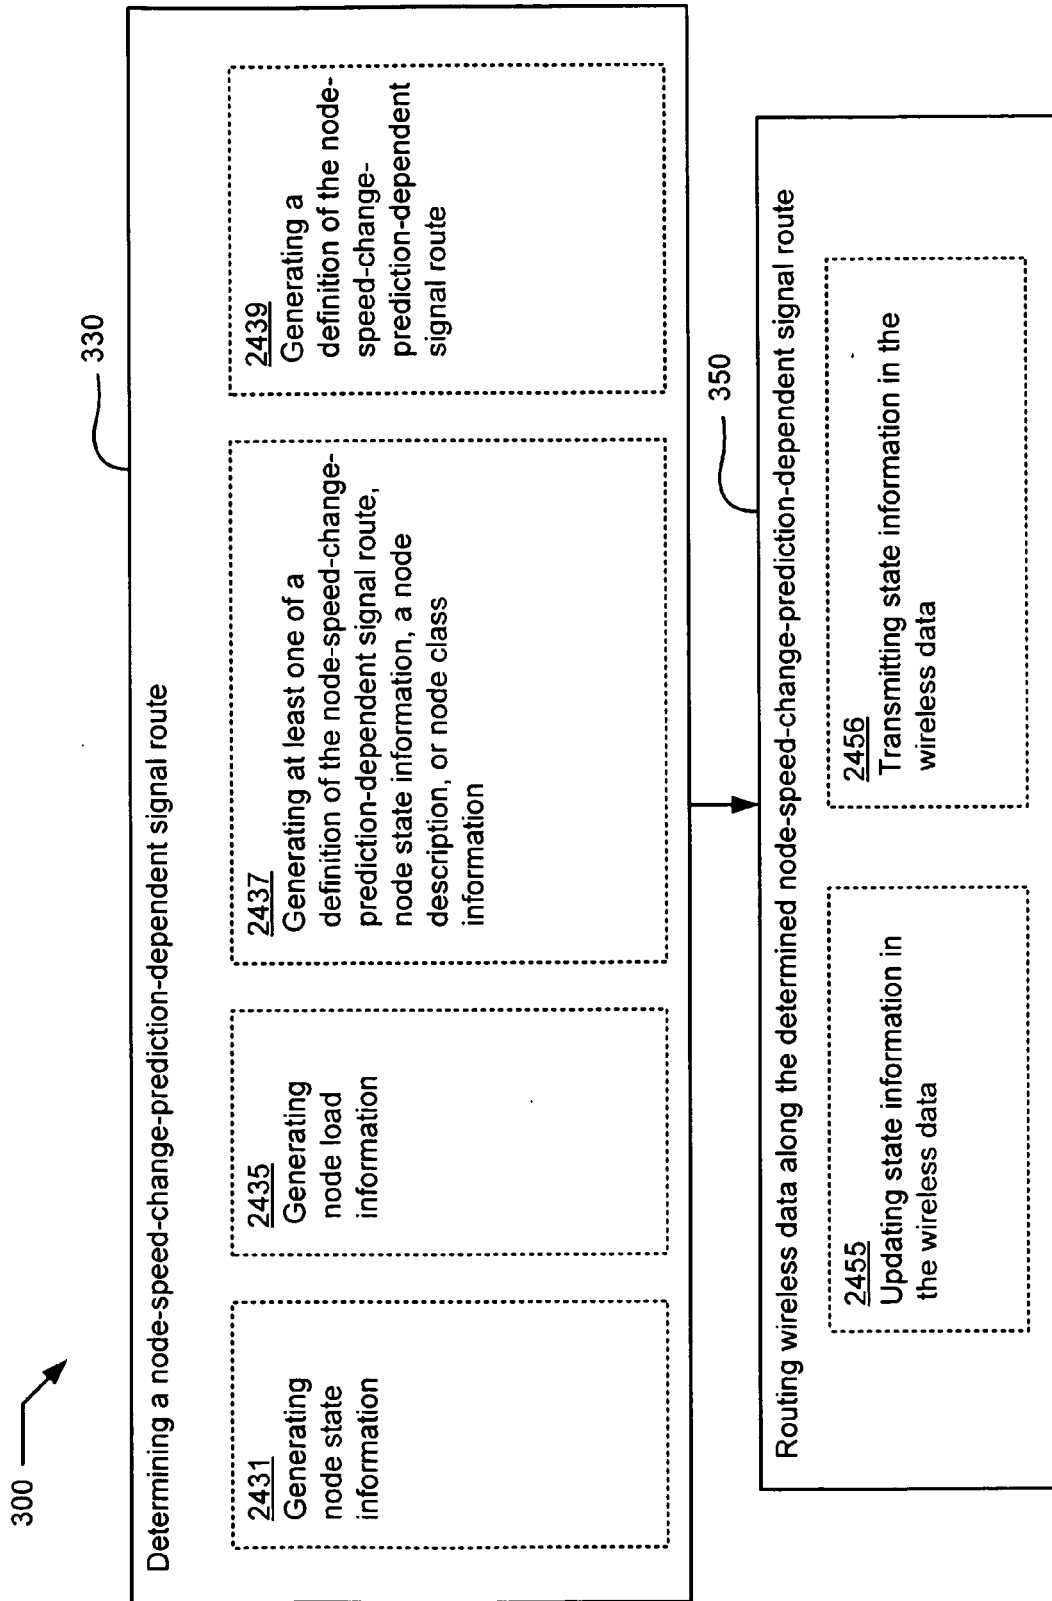 300
330
Determining a node-speed-change-prediction-dependent signal route
2431
Generating
node state
information
2435
Generating
node load
information
2437
Generating at least one of a
definition of the node-speed-change-
prediction-dependent signal route,
node state information, a node
description, or node class
information
2439
Generating a
definition of the node-
speed-change-
prediction-dependent
signal route
350
Routing wireless data along the determined node-speed-change-prediction-dependent signal route
2455
Updating state information in
the wireless data
2456
Transmitting state information in the
wireless data